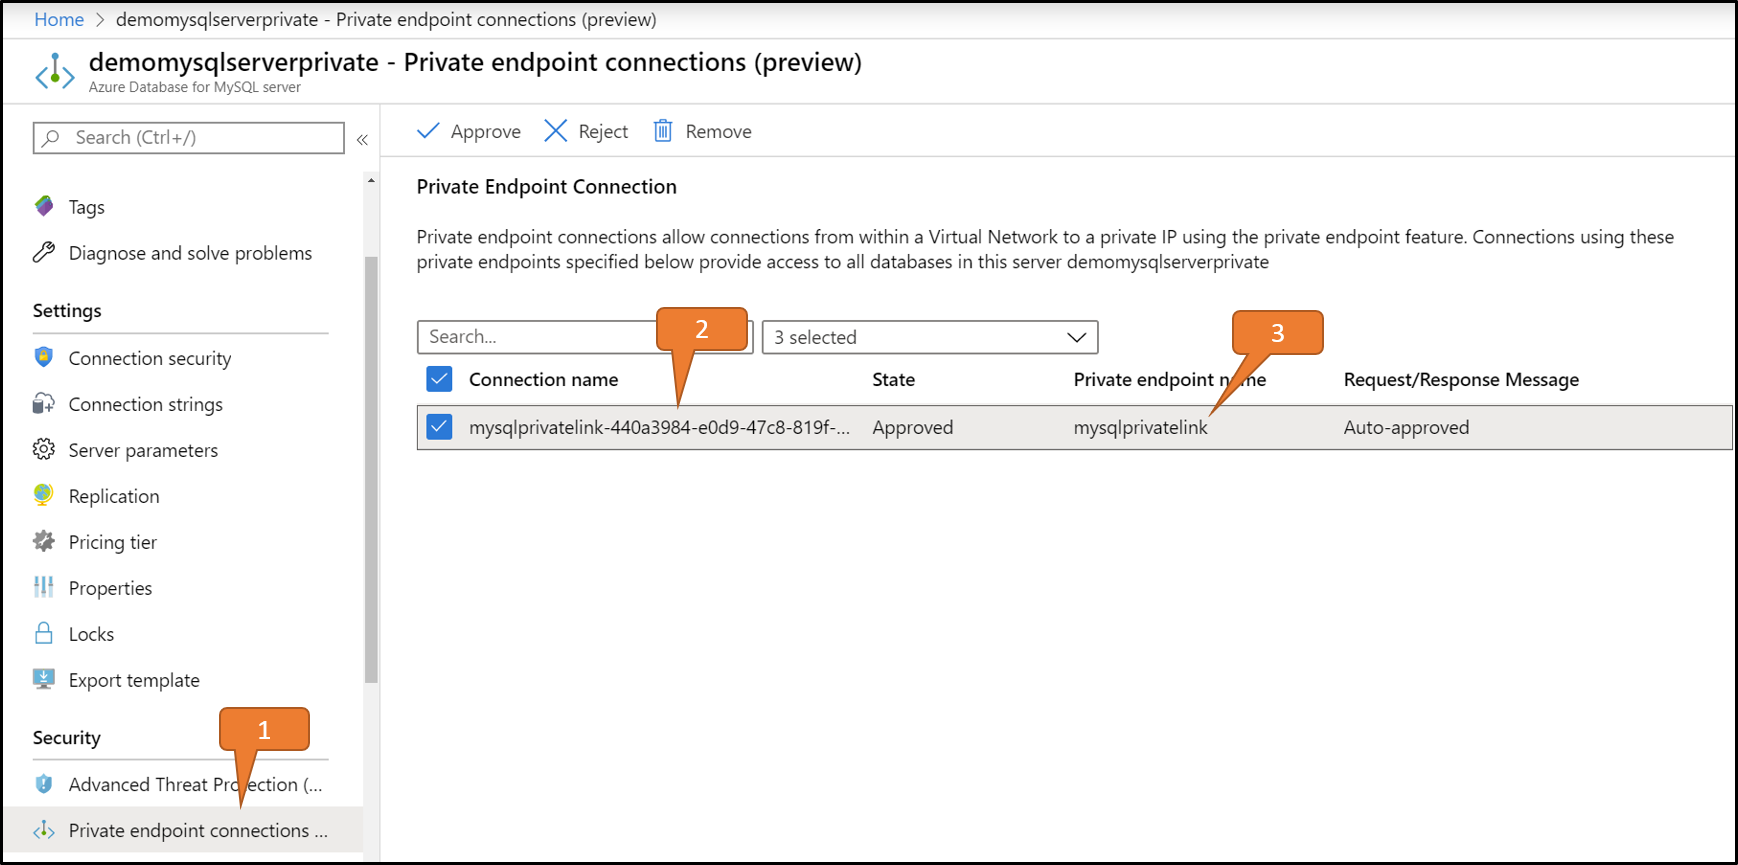 Home > demomysqlserverprivate - Private endpoint connections (preview)
demomysqlserverprivate - Private endpoint connections (preview)
Azure Database for MySQL server
Search (Ctrl+/)
«
Tags
Diagnose and solve problems
Settings
Connection security
Connection strings
Server parameters
Replication
Pricing tier
Properties
Locks
Export template
Security
1
Advanced Threat Protection (...
Private endpoint connections ...
Approve
Reject
Remove
Private Endpoint Connection
Private endpoint connections allow connections from within a Virtual Network to a private IP using the private endpoint feature. Connections using these
private endpoints specified below provide access to all databases in this server demomysqlserverprivate
Search...
2
3 selected
3
Connection name State Private endpoint name Request/Response Message
mysqlprivatelink-440a3984-e0d9-47c8-819f-... Approved mysqlprivatelink Auto-approved